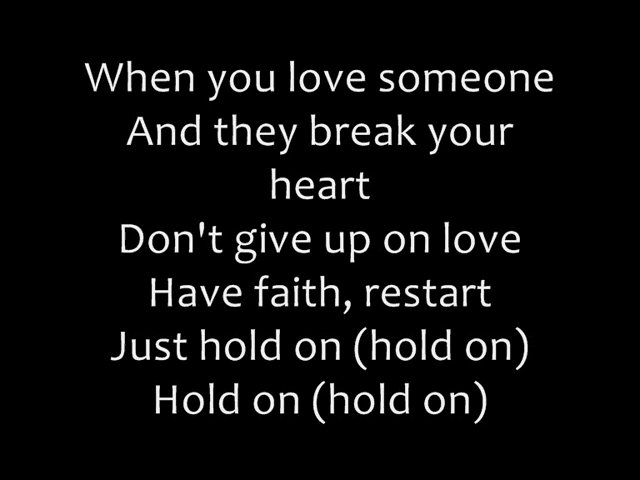 When you love someone
And they break your
heart
Don't give up on love
Have faith, restart
Just hold on (hold on)
Hold on (hold on)